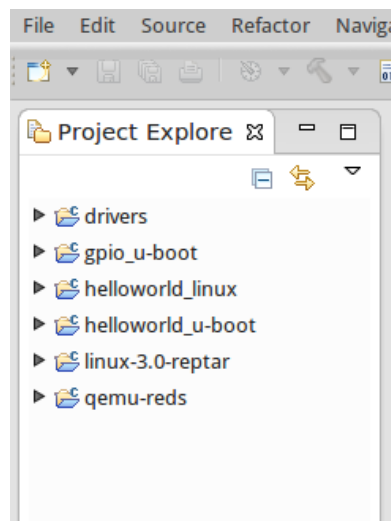 File Edit Source Refactor Naviga
Project Explore
drivers
gpio_u-boot
helloworld_linux
helloworld_u-boot
linux-3.0-reptar
qemu-reds